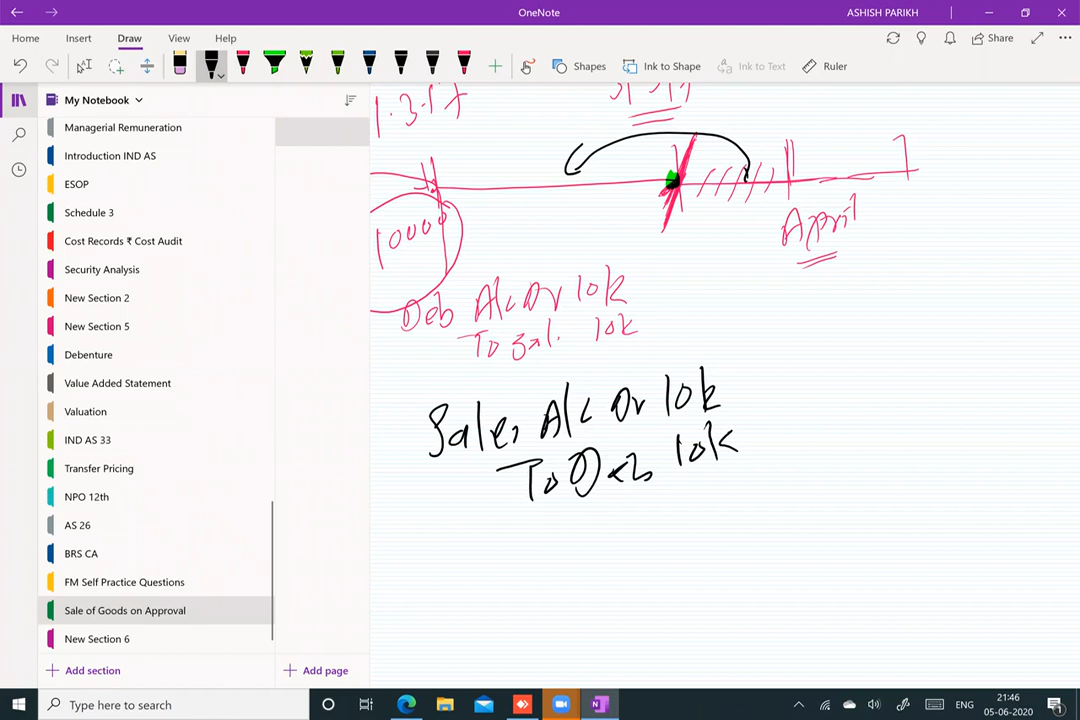 OneNote
ASHISH PARIKH
Home Insert Draw View Help
Share
Shapes
Ink to Shape
Ink to Text
Ruler
My Notebook
Managerial Remuneration
Introduction IND AS
ESOP
Schedule 3
Cost Records ₹ Cost Audit
Security Analysis
New Section 2
New Section 5
Debenture
Value Added Statement
Valuation
IND AS 33
Transfer Pricing
NPO 12th
AS 26
BRS CA
FM Self Practice Questions
Sale of Goods on Approval
New Section 6
Add section
Add page
1.3.17
April
10000
Deb A/c Dr 10k
To Sal. 10k
Sales A/c Dr 10k
To Deb 10k
Type here to search
ENG
21:46
05-06-2020
1